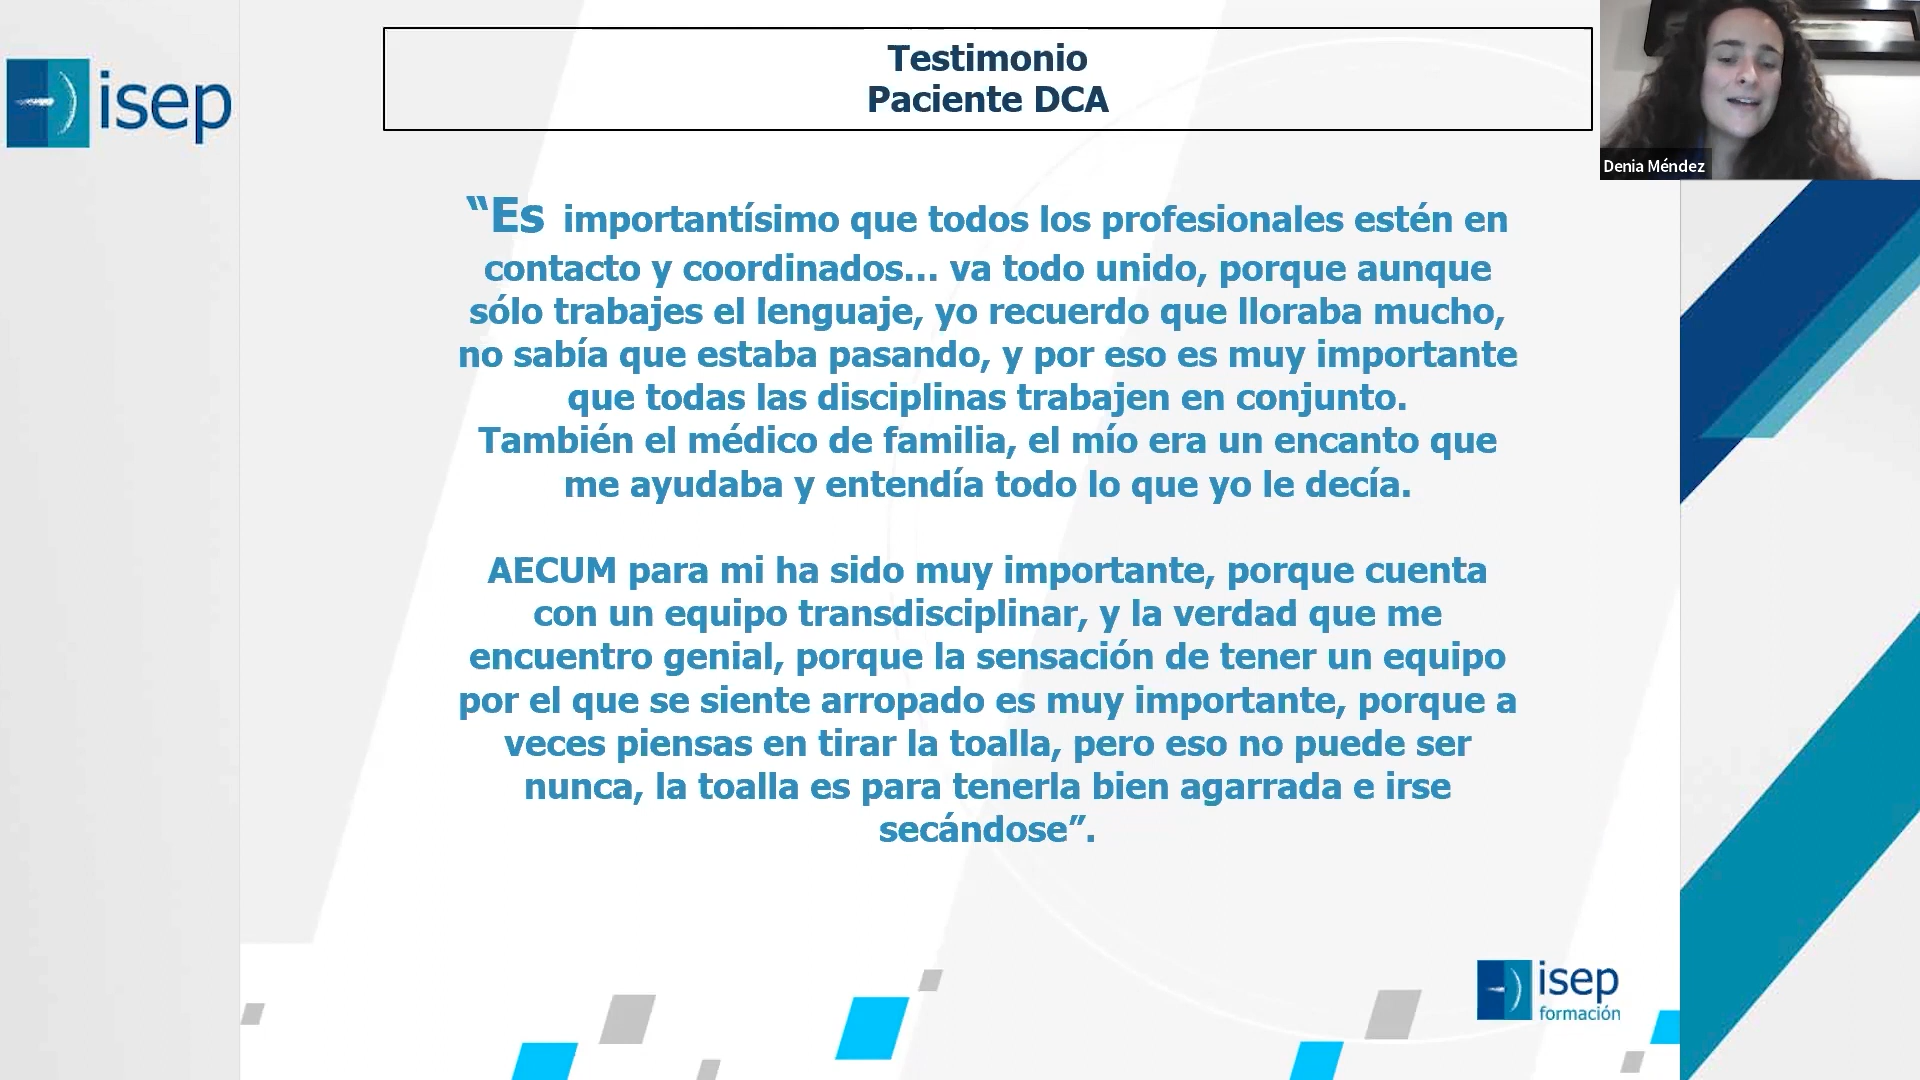 isep
Testimonio
Paciente DCA
Denia Méndez
“Es importantísimo que todos los profesionales estén en
contacto y coordinados... va todo unido, porque aunque
sólo trabajes el lenguaje, yo recuerdo que lloraba mucho,
no sabía que estaba pasando, y por eso es muy importante
que todas las disciplinas trabajen en conjunto.
También el médico de familia, el mío era un encanto que
me ayudaba y entendía todo lo que yo le decía.
AECUM para mi ha sido muy importante, porque cuenta
con un equipo transdisciplinar, y la verdad que me
encuentro genial, porque la sensación de tener un equipo
por el que se siente arropado es muy importante, porque a
veces piensas en tirar la toalla, pero eso no puede ser
nunca, la toalla es para tenerla bien agarrada e irse
secándose”.
isep
formación